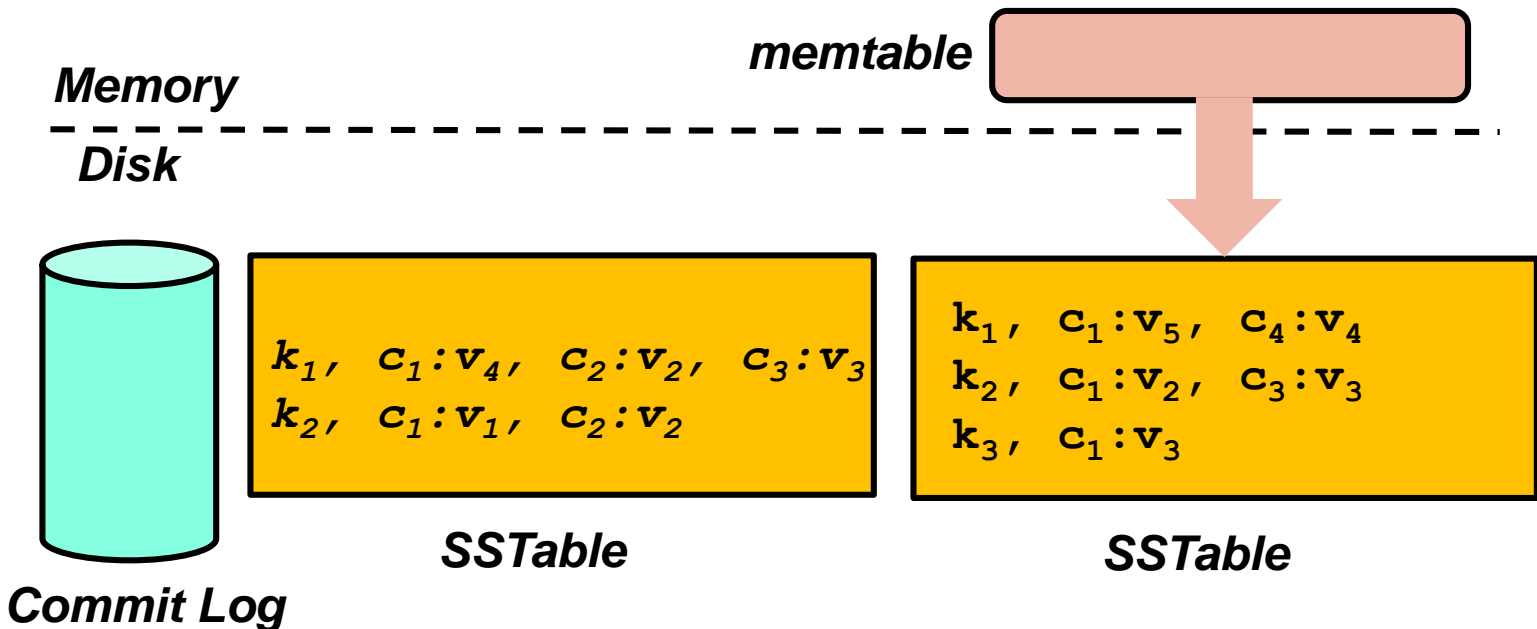 memtable
Memory
Disk
k₁, c₁:v₄, c₂:v₂, c₃:v₃
k₂, c₁:v₁, c₂:v₂
k₁, c₁:v₅, c₄:v₄
k₂, c₁:v₂, c₃:v₃
k₃, c₁:v₃
SSTable
SSTable
Commit Log